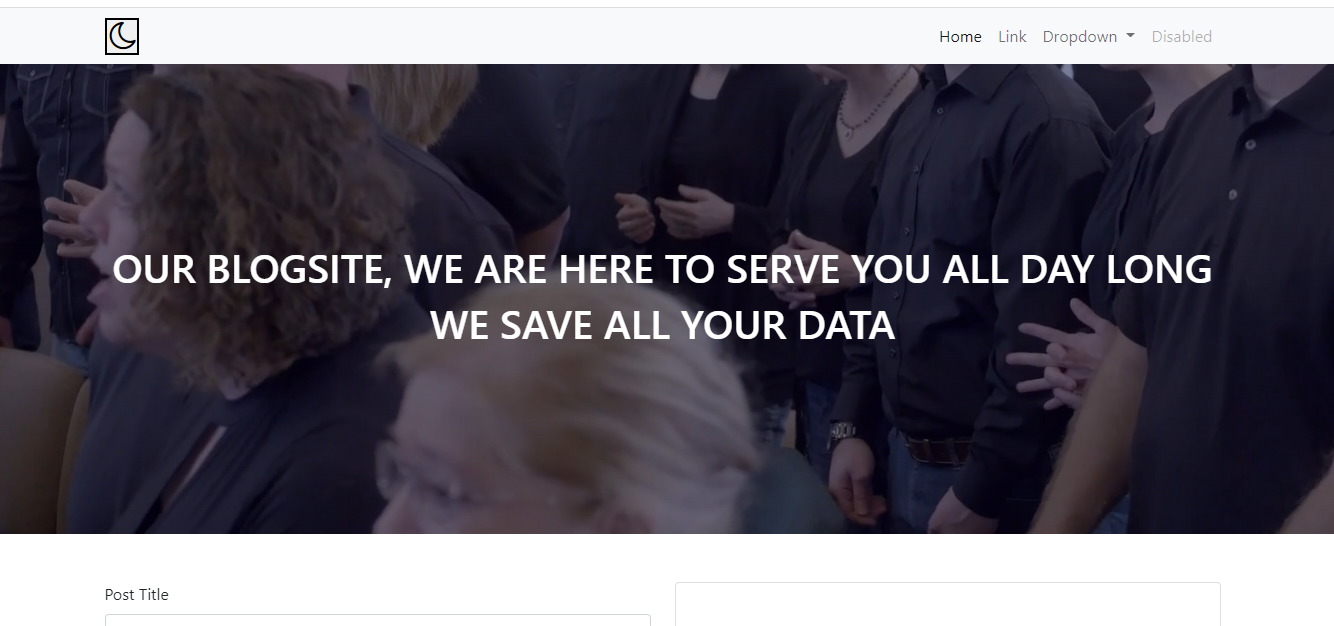 Home Link Dropdown Disabled
OUR BLOGSITE, WE ARE HERE TO SERVE YOU ALL DAY LONG
WE SAVE ALL YOUR DATA
Post Title